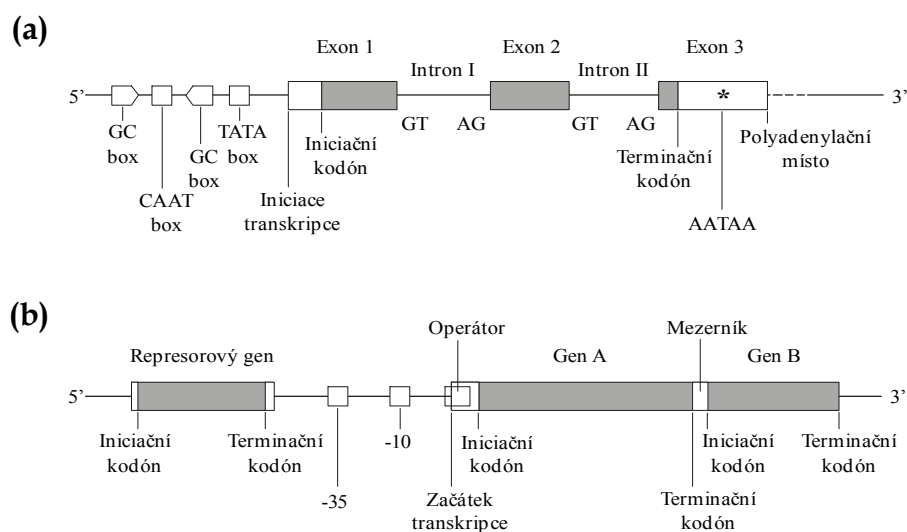 (a)
Exon 1
Exon 2
Exon 3
Intron I
Intron II
5’
3’
*
GT
AG
GT
AG
GC
box
CAAT
box
GC
box
TATA
box
Iniciační
kodón
Iniciace
transkripce
Terminační
kodón
Polyadenylační
místo
AATAA
(b)
Operátor
Mezerník
Represorový gen
Gen A
Gen B
5’
3’
Iniciační
kodón
Terminační
kodón
-35
-10
Začátek
transkripce
Iniciační
kodón
Terminační
kodón
Iniciační
kodón
Terminační
kodón